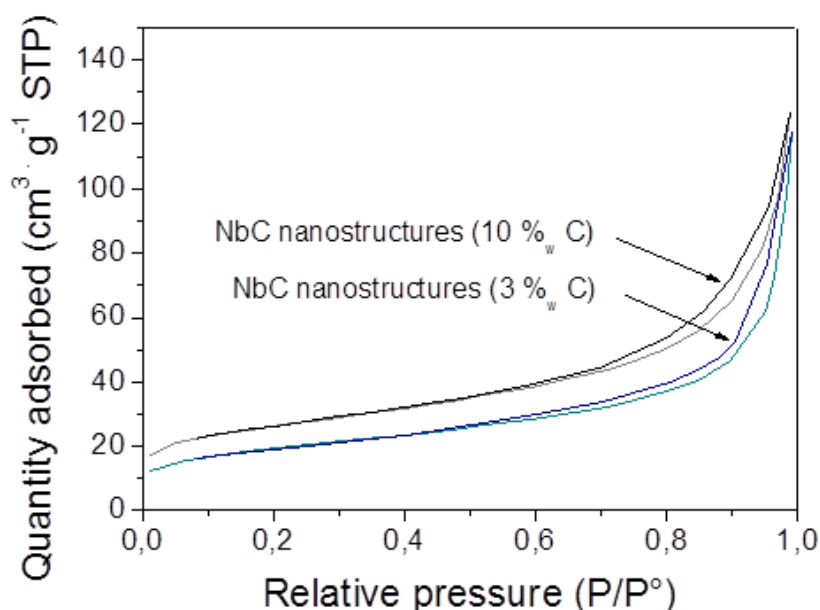 Quantity adsorbed (cm³· g⁻¹ STP)
140
120
100
80
60
40
20
0
NbC nanostructures (10 %w C)
NbC nanostructures (3 %w C)
0,0 0,2 0,4 0,6 0,8 1,0
Relative pressure (P/P°)